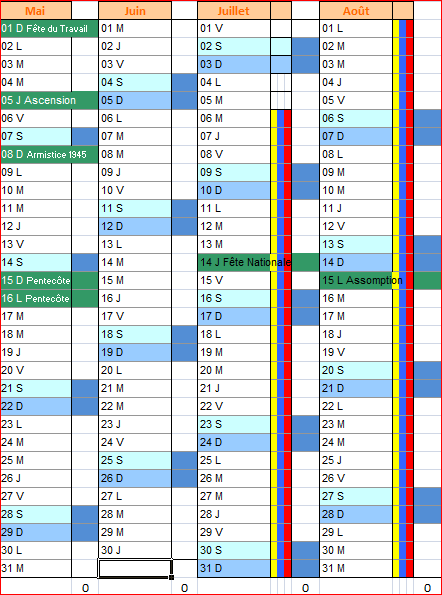 Mai
01 D Fête du Travail
02 L
03 M
04 M
05 J Ascension
06 V
07 S
08 D Armistice 1945
09 L
10 M
11 M
12 J
13 V
14 S
15 D Pentecôte
16 L Pentecôte
17 M
18 M
19 J
20 V
21 S
22 D
23 L
24 M
25 M
26 J
27 V
28 S
29 D
30 L
31 M
0
Juin
01 M
02 J
03 V
04 S
05 D
06 L
07 M
08 M
09 J
10 V
11 S
12 D
13 L
14 M
15 M
16 J
17 V
18 S
19 D
20 L
21 M
22 M
23 J
24 V
25 S
26 D
27 L
28 M
29 M
30 J
0
Juillet
01 V
02 S
03 D
04 L
05 M
06 M
07 J
08 V
09 S
10 D
11 L
12 M
13 M
14 J Fête Nationale
15 V
16 S
17 D
18 L
19 M
20 M
21 J
22 V
23 S
24 D
25 L
26 M
27 M
28 J
29 V
30 S
31 D
0
Août
01 L
02 M
03 M
04 J
05 V
06 S
07 D
08 L
09 M
10 M
11 J
12 V
13 S
14 D
15 L Assomption
16 M
17 M
18 J
19 V
20 S
21 D
22 L
23 M
24 M
25 J
26 V
27 S
28 D
29 L
30 M
31 M
0